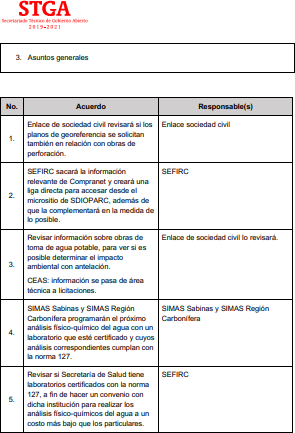 STGA
Secretariado Técnico de Gobierno Abierto
2019-2021
3. Asuntos generales
No. Acuerdo Responsable(s)
1. Enlace de sociedad civil revisará si los Enlace sociedad civil
planos de georeferencia se solicitan
también en relación con obras de
perforación.
2. SEFIRC sacará la información SEFIRC
relevante de Compranet y creará una
liga directa para accesar desde el
micrositio de SDIOPARC, además de
que la complementará en la medida de
lo posible.
3. Revisar información sobre obras de Enlace de sociedad civil lo revisará.
toma de agua potable, para ver si es
posible determinar el impacto
ambiental con antelación.
CEAS: información se pasa de área
técnica a licitaciones.
4. SIMAS Sabinas y SIMAS Región SIMAS Sabinas y SIMAS Región
Carbonífera programarán el próximo Carbonífera
análisis físico-químico del agua con un
laboratorio que esté certificado y cuyos
análisis correspondientes cumplan con
la norma 127.
5. Revisar si Secretaría de Salud tiene SEFIRC
laboratorios certificados con la norma
127, a fin de hacer un convenio con
dicha institución para realizar los
análisis físico-químicos del agua a un
costo más bajo que los particulares.